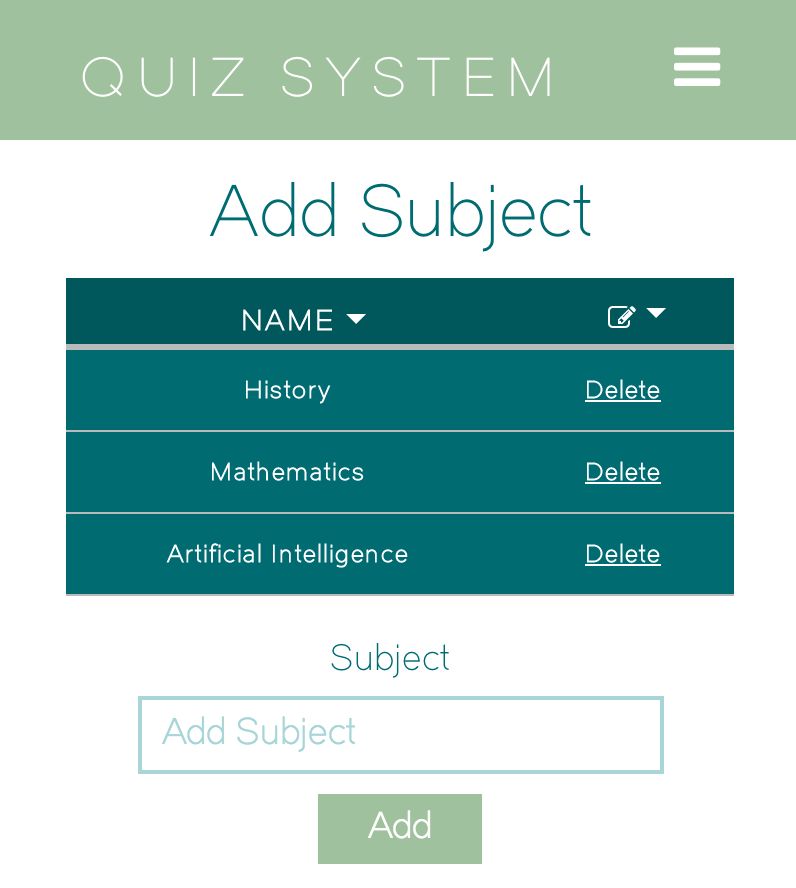 QUIZ SYSTEM
Add Subject
NAME
History Delete
Mathematics Delete
Artificial Intelligence Delete
Subject
Add Subject
Add